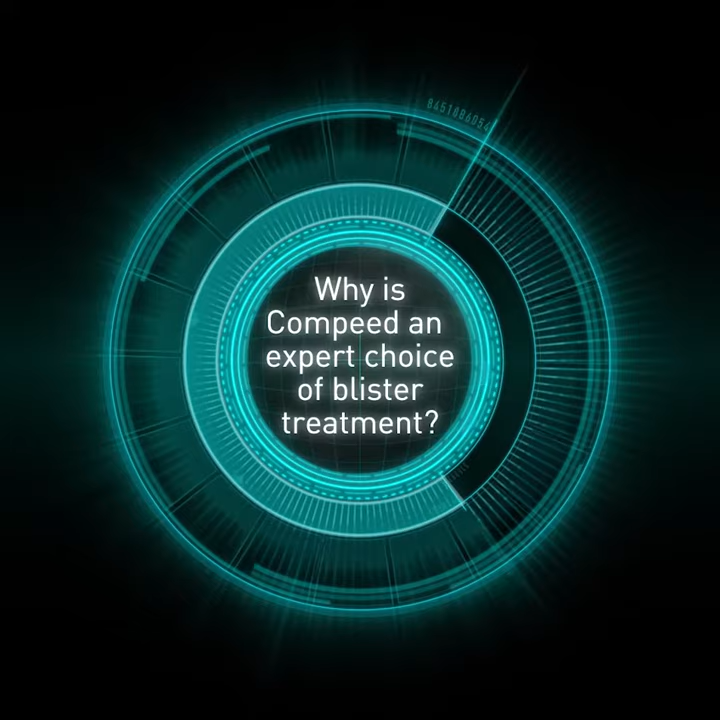 Why is
Compeed an
expert choice
of blister
treatment?